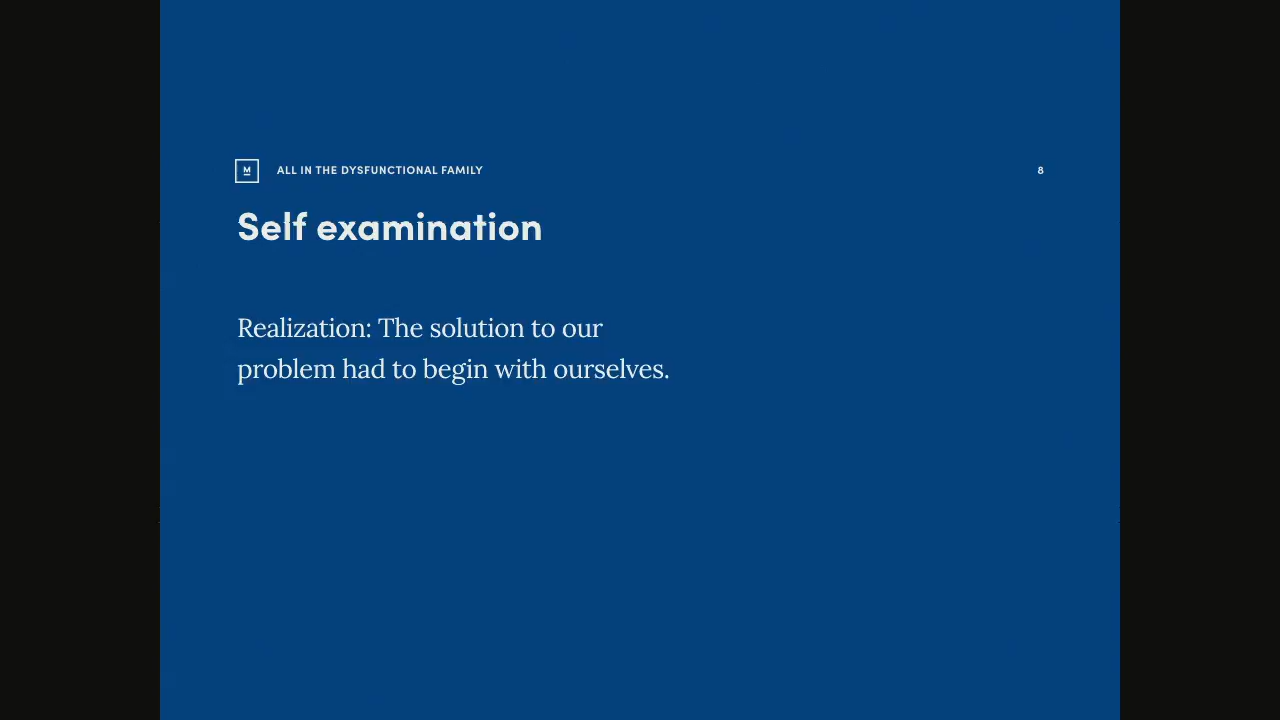 M
ALL IN THE DYSFUNCTIONAL FAMILY
8
Self examination
Realization: The solution to our
problem had to begin with ourselves.